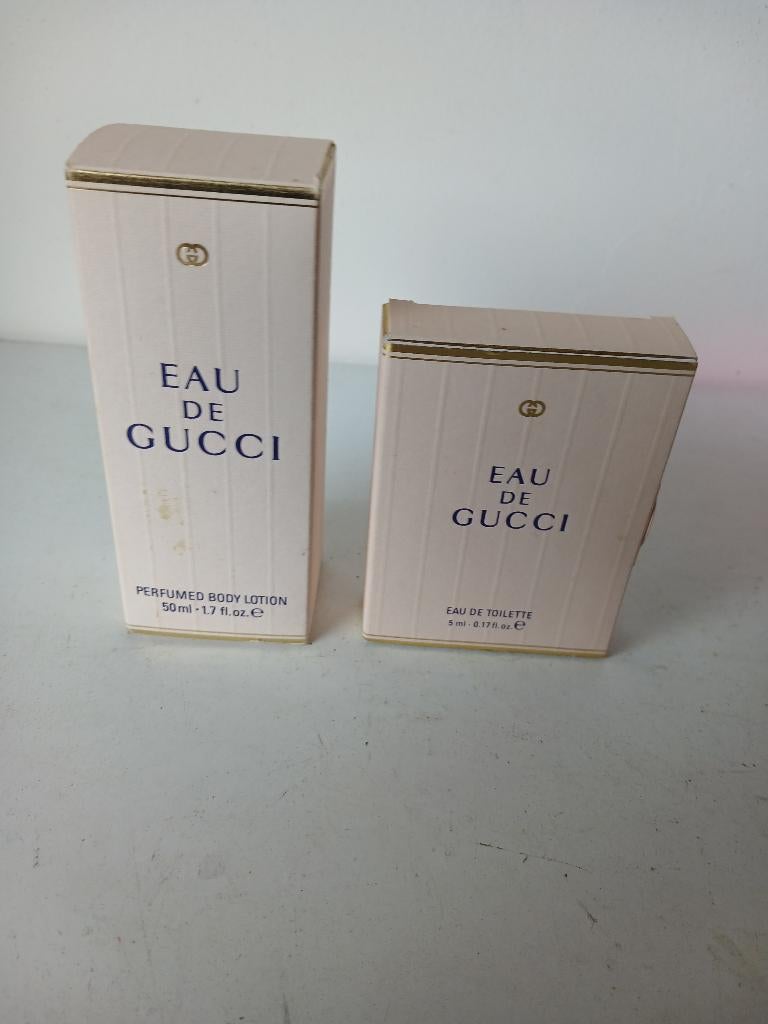 EAU
DE
GUCCI
PERFUMED BODY LOTION
50 ml · 1.7 fl. oz. ℮
EAU
DE
GUCCI
EAU DE TOILETTE
5 ml · 0.17 fl. oz. ℮